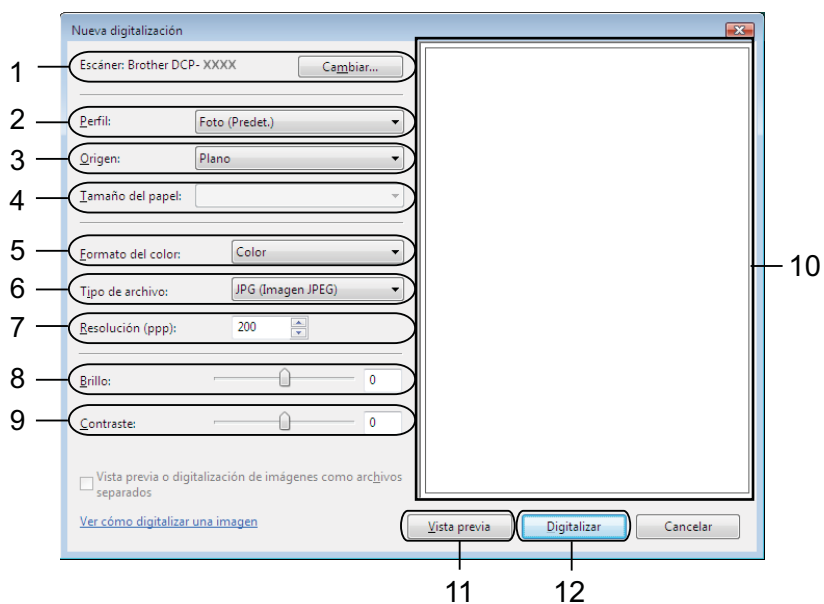 Nueva digitalización
1 Escáner: Brother DCP- XXXX Cambiar...
2 Perfil: Foto (Predet.)
3 Origen: Plano
4 Tamaño del papel:
5 Formato del color: Color
6 Tipo de archivo: JPG (Imagen JPEG)
7 Resolución (ppp): 200
8 Brillo: 0
9 Contraste: 0
10
Vista previa o digitalización de imágenes como archivos
separados
Ver cómo digitalizar una imagen
Vista previa Digitalizar Cancelar
11 12